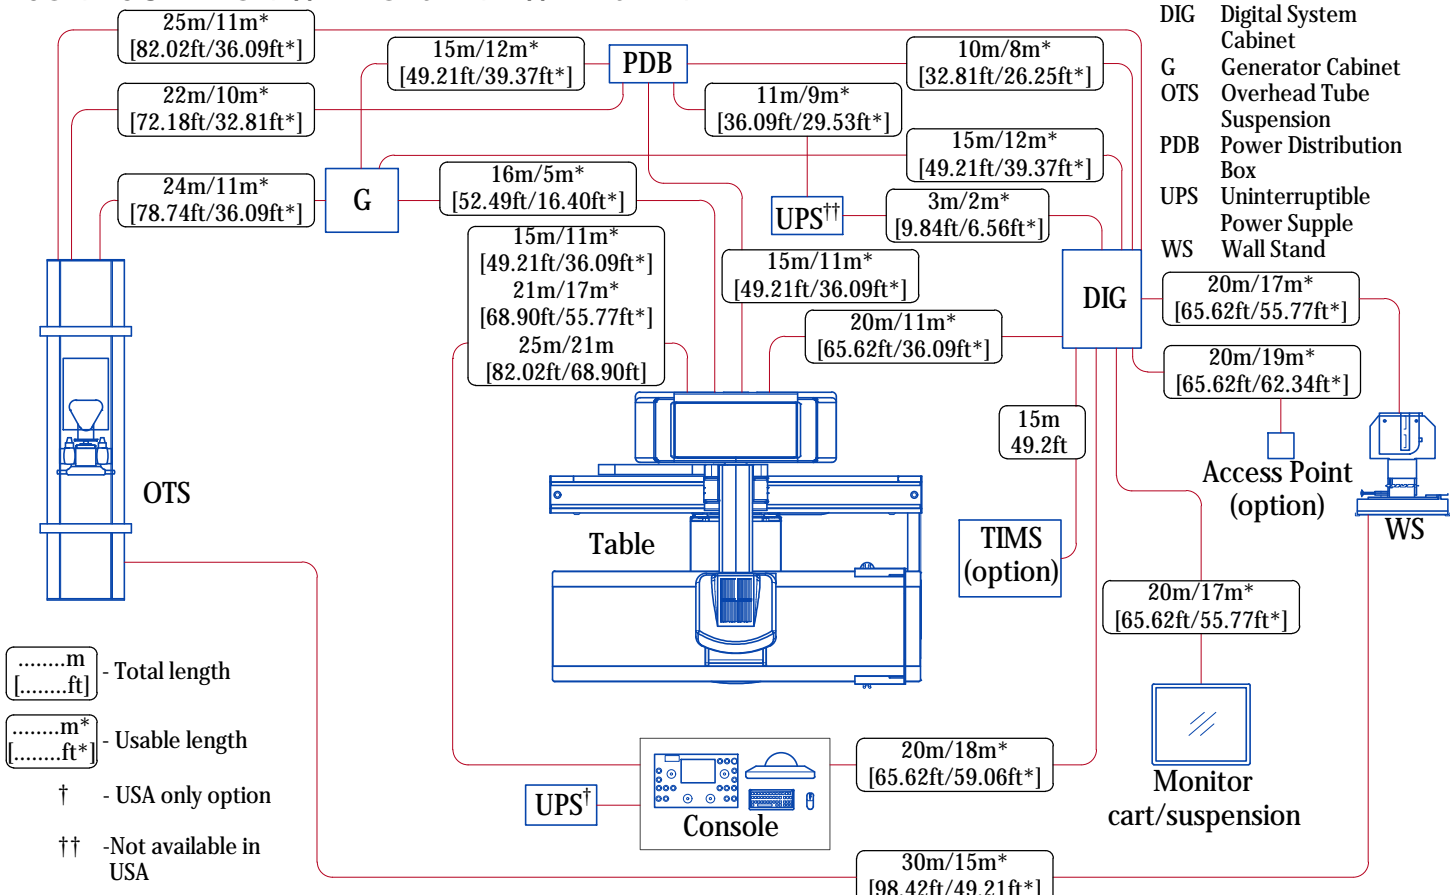 25m/11m*
[82.02ft/36.09ft*]
15m/12m*
[49.21ft/39.37ft*]
PDB
10m/8m*
[32.81ft/26.25ft*]
22m/10m*
[72.18ft/32.81ft*]
11m/9m*
[36.09ft/29.53ft*]
15m/12m*
[49.21ft/39.37ft*]
24m/11m*
[78.74ft/36.09ft*]
G
16m/5m*
[52.49ft/16.40ft*]
UPS††
3m/2m*
[9.84ft/6.56ft*]
DIG Digital System
Cabinet
G Generator Cabinet
OTS Overhead Tube
Suspension
PDB Power Distribution
Box
UPS Uninterruptible
Power Supple
WS Wall Stand
15m/11m*
[49.21ft/36.09ft*]
21m/17m*
[68.90ft/55.77ft*]
25m/21m
[82.02ft/68.90ft]
15m/11m*
[49.21ft/36.09ft*]
20m/11m*
[65.62ft/36.09ft*]
DIG
20m/17m*
[65.62ft/55.77ft*]
20m/19m*
[65.62ft/62.34ft*]
15m
49.2ft
Access Point
(option)
WS
OTS
Table
TIMS
(option)
20m/17m*
[65.62ft/55.77ft*]
........m
[........ft]
- Total length
........m*
[........ft*]
- Usable length
† - USA only option
†† -Not available in
USA
UPS†
Console
20m/18m*
[65.62ft/59.06ft*]
Monitor
cart/suspension
30m/15m*
[98.42ft/49.21ft*]